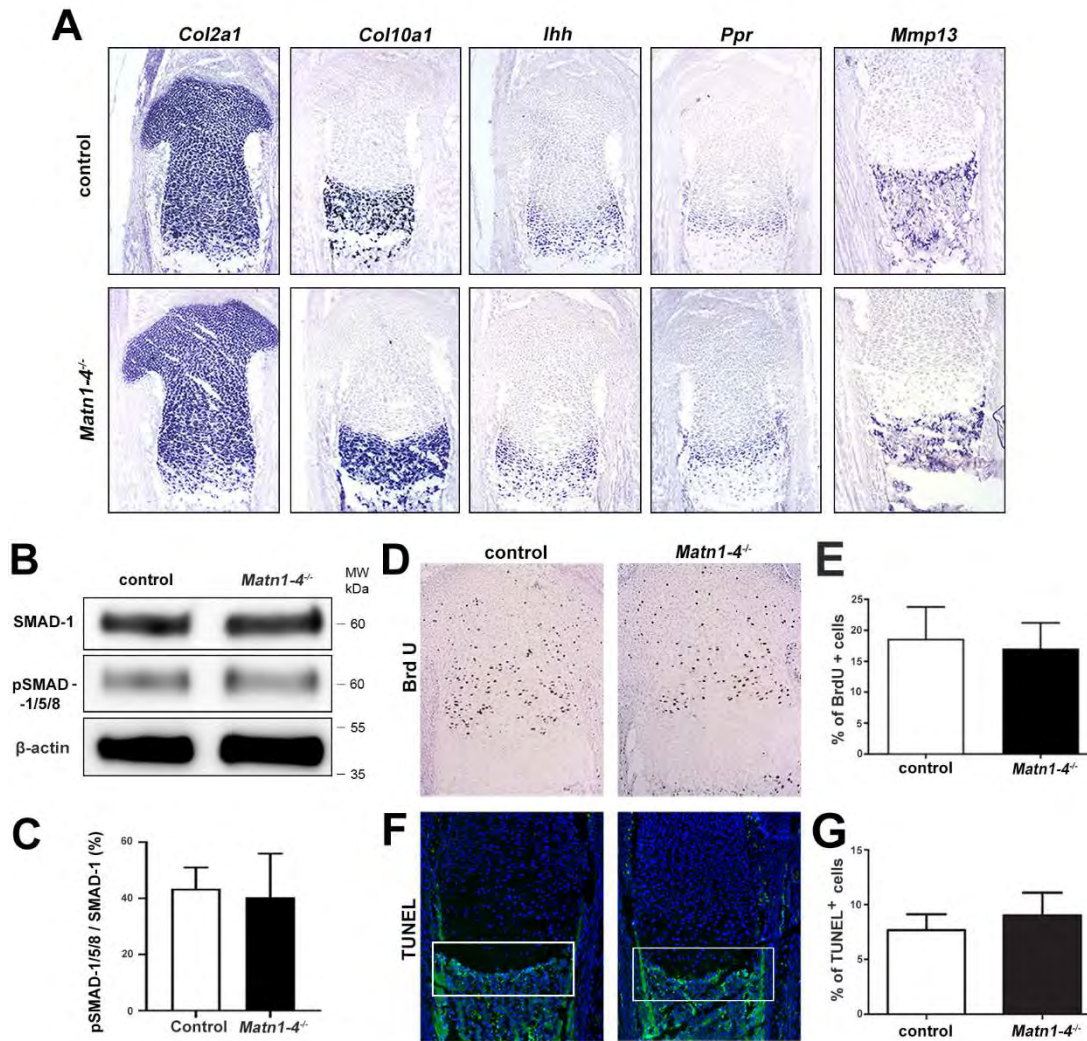 A
Col2a1 Col10a1 Ihh Ppr Mmp13
control
Matn1-4-/-
B
control Matn1-4-/- MW kDa
SMAD-1 60
pSMAD -
-1/5/8 60
55
β-actin
35
C
pSMAD-1/5/8 / SMAD-1 (%)
60
40
20
0
Control Matn1-4-/-
D
control Matn1-4-/-
Brd U
E
% of BrdU + cells
25
20
15
10
5
0
control Matn1-4-/-
F
TUNEL
G
% of TUNEL+ cells
15
10
5
0
control Matn1-4-/-